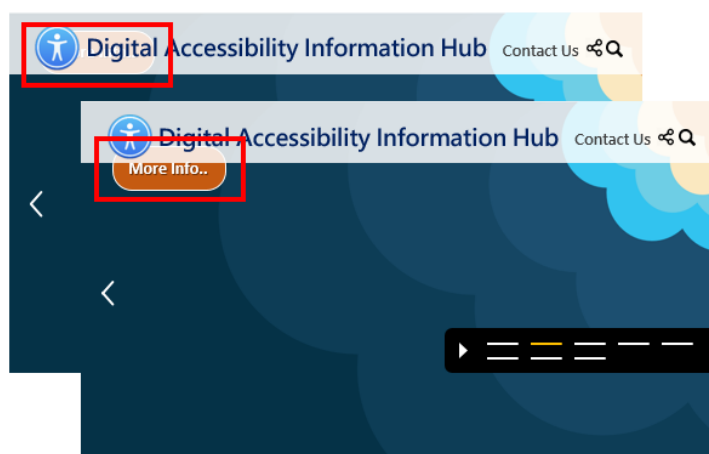 Digital Accessibility Information Hub Contact Us
Digital Accessibility Information Hub Contact Us
More Info..